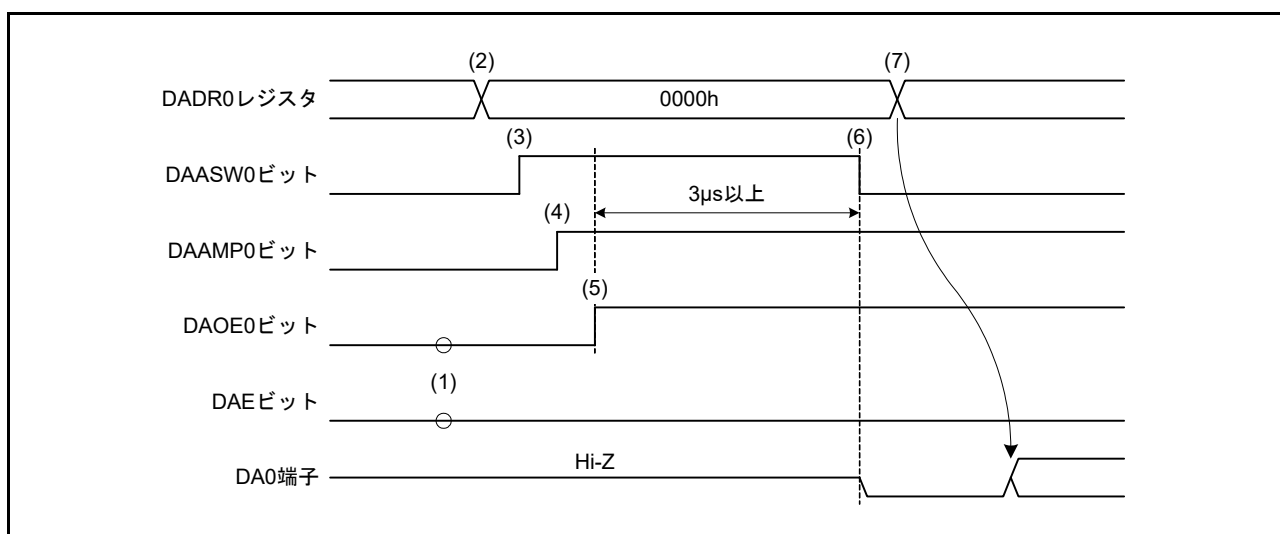 (2)
(7)
DADR0レジスタ
0000h
(3)
(6)
DAASW0ビット
3µs以上
(4)
DAAMP0ビット
(5)
DAOE0ビット
(1)
DAEビット
Hi-Z
DA0端子